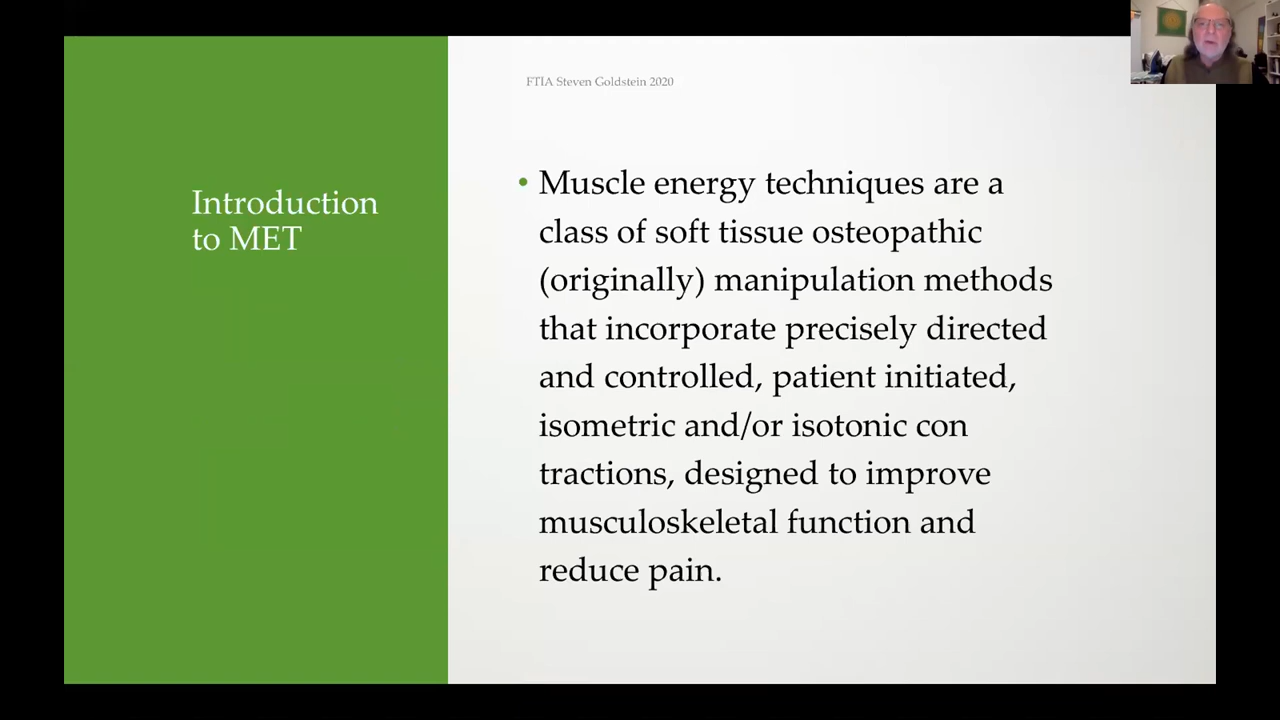 FTIA Steven Goldstein 2020
Introduction
to MET
• Muscle energy techniques are a
class of soft tissue osteopathic
(originally) manipulation methods
that incorporate precisely directed
and controlled, patient initiated,
isometric and/or isotonic con
tractions, designed to improve
musculoskeletal function and
reduce pain.